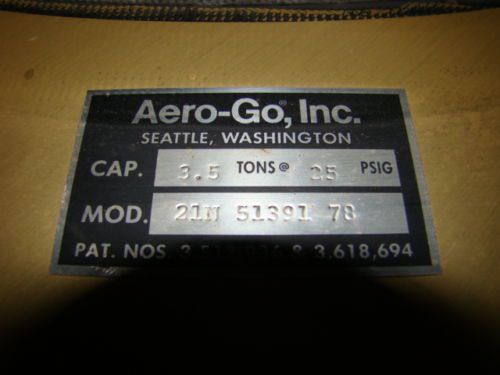 Aero-Go, Inc.
SEATTLE, WASHINGTON
CAP. 3.5 TONS @ 25 PSIG
MOD. 21N 51391 78
PAT. NOS. & 3,618,694